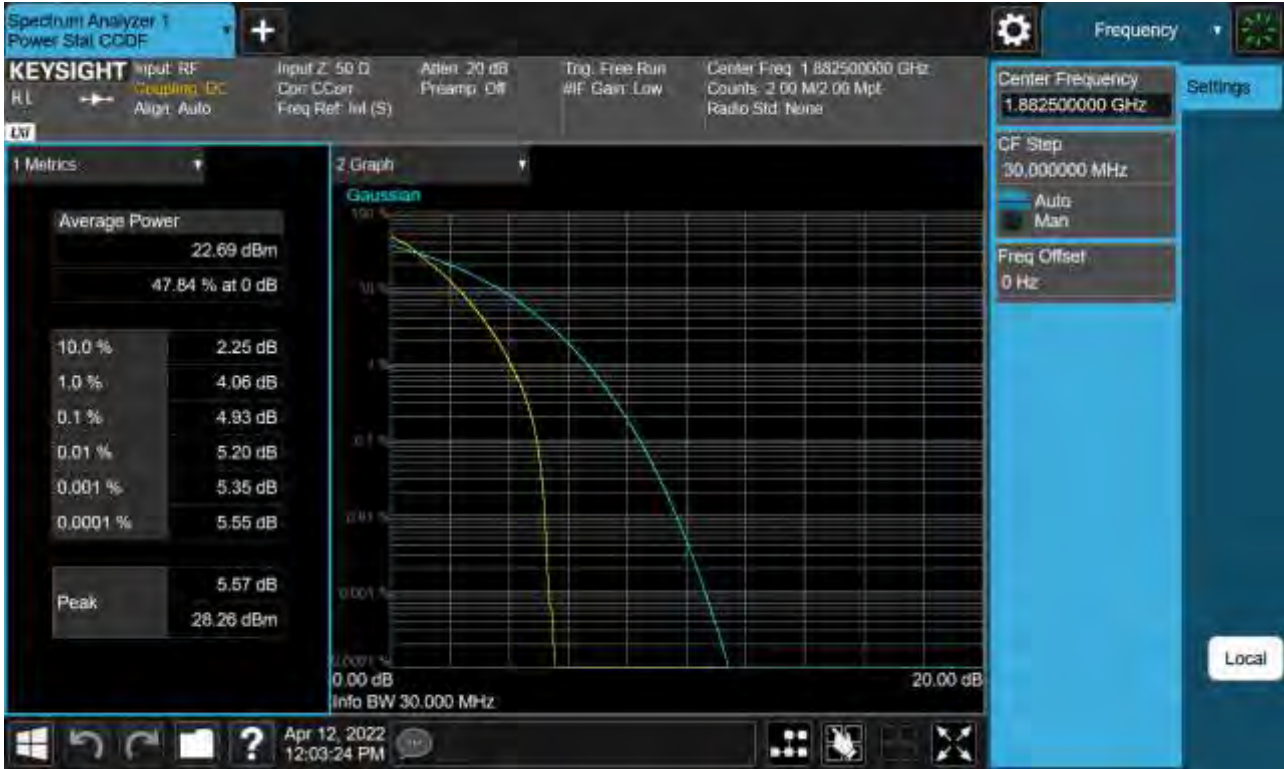 Spectrum Analyzer 1
Power Stat CCDF
Frequency
KEYSIGHT
RL
LXI
Input: RF
Coupling: DC
Align: Auto
Input Z: 50 Ω
Corr CCorr
Freq Ref: Int (S)
Atten: 20 dB
Preamp: Off
Trig: Free Run
#IF Gain: Low
Center Freq: 1.882500000 GHz
Counts: 2.00 M/2.00 Mpt
Radio Std: None
Center Frequency
1.882500000 GHz
Settings
CF Step
30.000000 MHz
Auto
Man
Freq Offset
0 Hz
Local
1 Metrics
Average Power
22.69 dBm
47.84 % at 0 dB
10.0 % 2.25 dB
1.0 % 4.06 dB
0.1 % 4.93 dB
0.01 % 5.20 dB
0.001 % 5.35 dB
0.0001 % 5.55 dB
Peak
5.57 dB
28.26 dBm
2 Graph
Gaussian
100 %
10 %
1 %
0.1 %
0.01 %
0.001 %
0.0001 %
0.00 dB 20.00 dB
Info BW 30.000 MHz
?
Apr 12, 2022
12:03:24 PM